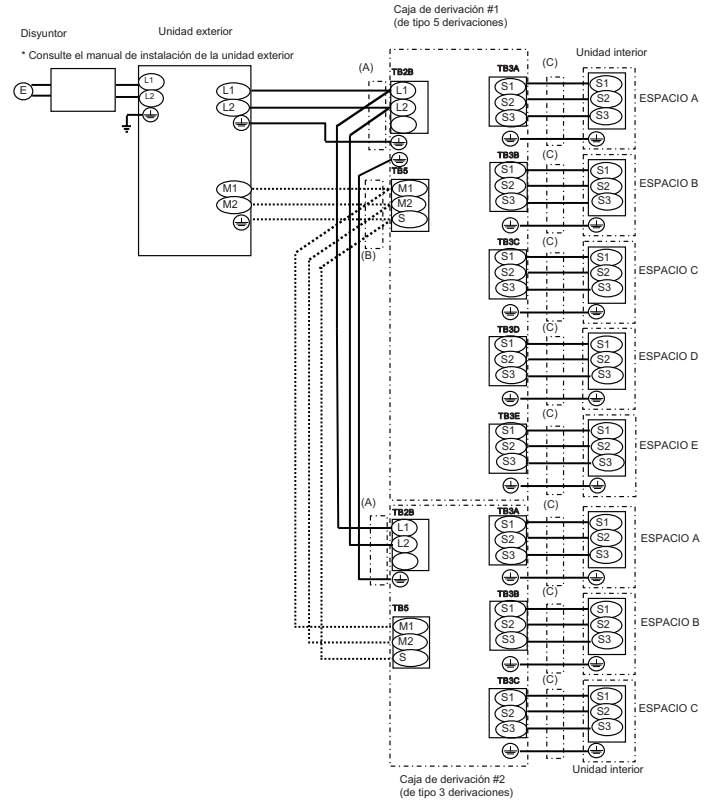 Caja de derivación #1
(de tipo 5 derivaciones)
Disyuntor
Unidad exterior
* Consulte el manual de instalación de la unidad exterior
Unidad interior
E
L1
L2
L1
L2
M1
M2
(A)
TB2B
L1
L2
TB5
M1
M2
S
(B)
TB3A
S1
S2
S3
(C)
S1
S2
S3
ESPACIO A
TB3B
S1
S2
S3
(C)
S1
S2
S3
ESPACIO B
TB3C
S1
S2
S3
(C)
S1
S2
S3
ESPACIO C
TB3D
S1
S2
S3
(C)
S1
S2
S3
ESPACIO D
TB3E
S1
S2
S3
(C)
S1
S2
S3
ESPACIO E
(A)
TB2B
L1
L2
TB5
M1
M2
S
TB3A
S1
S2
S3
(C)
S1
S2
S3
ESPACIO A
TB3B
S1
S2
S3
(C)
S1
S2
S3
ESPACIO B
TB3C
S1
S2
S3
(C)
S1
S2
S3
ESPACIO C
Unidad interior
Caja de derivación #2
(de tipo 3 derivaciones)